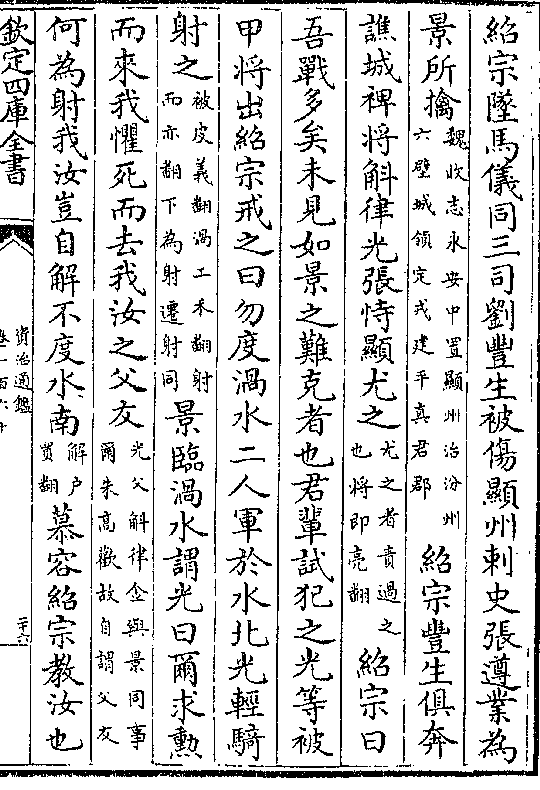 紹宗墜馬儀同三司劉豐生被傷顯州刺史張遵業為
景所擒魏收志永安中置顯州治汾州六壁城領定戎建平真君郡紹宗豐生俱奔
譙城裨將斛律光張恃顯尤之尤之者責過之也將即亮翻紹宗曰
吾戰多矣未見如景之難克者也君輩試犯之光等被
甲將出紹宗戒之曰勿度渦水二人軍於水北光輕騎
射之被皮義翻渦工禾翻射而亦翻下為射遷射同景臨渦水謂光曰爾求勲
而來我懼死而去我汝之父友光父斛律金與景同事爾朱高歡故自謂父友
何為射我汝豈自解不度水南解户買翻慕容紹宗教汝也
欽定四庫全書
資治通鑑
卷一百六十
二十六